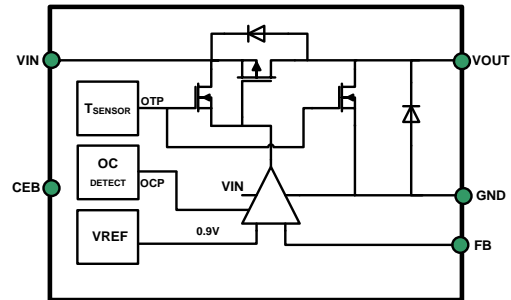 VIN
VOUT
TSENSOR
OTP
OC
DETECT
OCP
CEB
VIN
GND
VREF
0.9V
FB